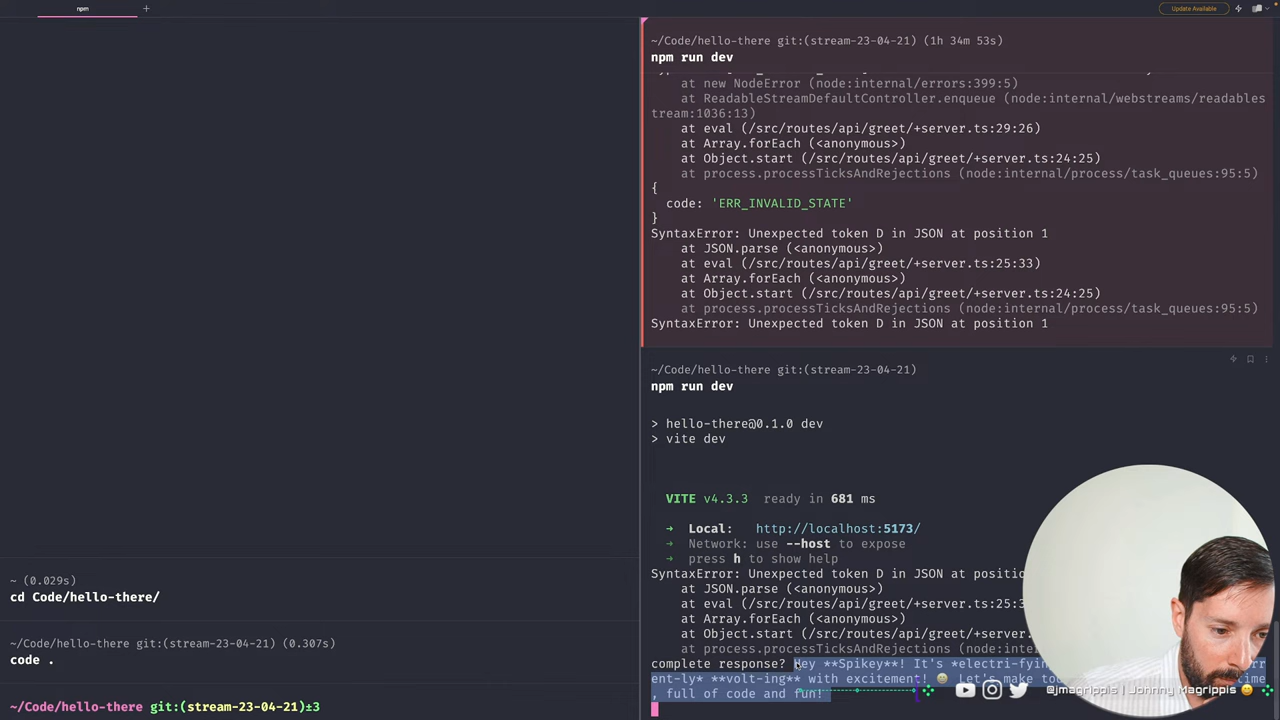 npm
+
Update Available
~/Code/hello-there git:(stream-23-04-21) (1h 34m 53s)
npm run dev
at new NodeError (node:internal/errors:399:5)
at ReadableStreamDefaultController.enqueue (node:internal/webstreams/readables
tream:1036:13)
at eval (/src/routes/api/greet/+server.ts:29:26)
at Array.forEach (<anonymous>)
at Object.start (/src/routes/api/greet/+server.ts:24:25)
at process.processTicksAndRejections (node:internal/process/task_queues:95:5)
{
code: 'ERR_INVALID_STATE'
}
SyntaxError: Unexpected token D in JSON at position 1
at JSON.parse (<anonymous>)
at eval (/src/routes/api/greet/+server.ts:25:33)
at Array.forEach (<anonymous>)
at Object.start (/src/routes/api/greet/+server.ts:24:25)
at process.processTicksAndRejections (node:internal/process/task_queues:95:5)
SyntaxError: Unexpected token D in JSON at position 1
~/Code/hello-there git:(stream-23-04-21)
npm run dev
> hello-there@0.1.0 dev
> vite dev
VITE v4.3.3 ready in 681 ms
➜ Local: http://localhost:5173/
➜ Network: use --host to expose
➜ press h to show help
SyntaxError: Unexpected token D in JSON at
at JSON.parse (<anonymous>)
at eval (/src/routes/api/greet/+server.ts:25:3
at Array.forEach (<anonymous>)
at Object.start (/src/routes/api/greet/+server.ts
at process.processTicksAndRejections (node:intern
complete response? Hey **Spikey**! It's *electri-fyin
ent-ly* **volt-ing** with excitement! 😄 Let's make
, full of code and fun!
@jmagrippis | Johnny Magrippis 😁
~ (0.029s)
cd Code/hello-there/
~/Code/hello-there git:(stream-23-04-21) (0.307s)
code .
~/Code/hello-there git:(stream-23-04-21)±3